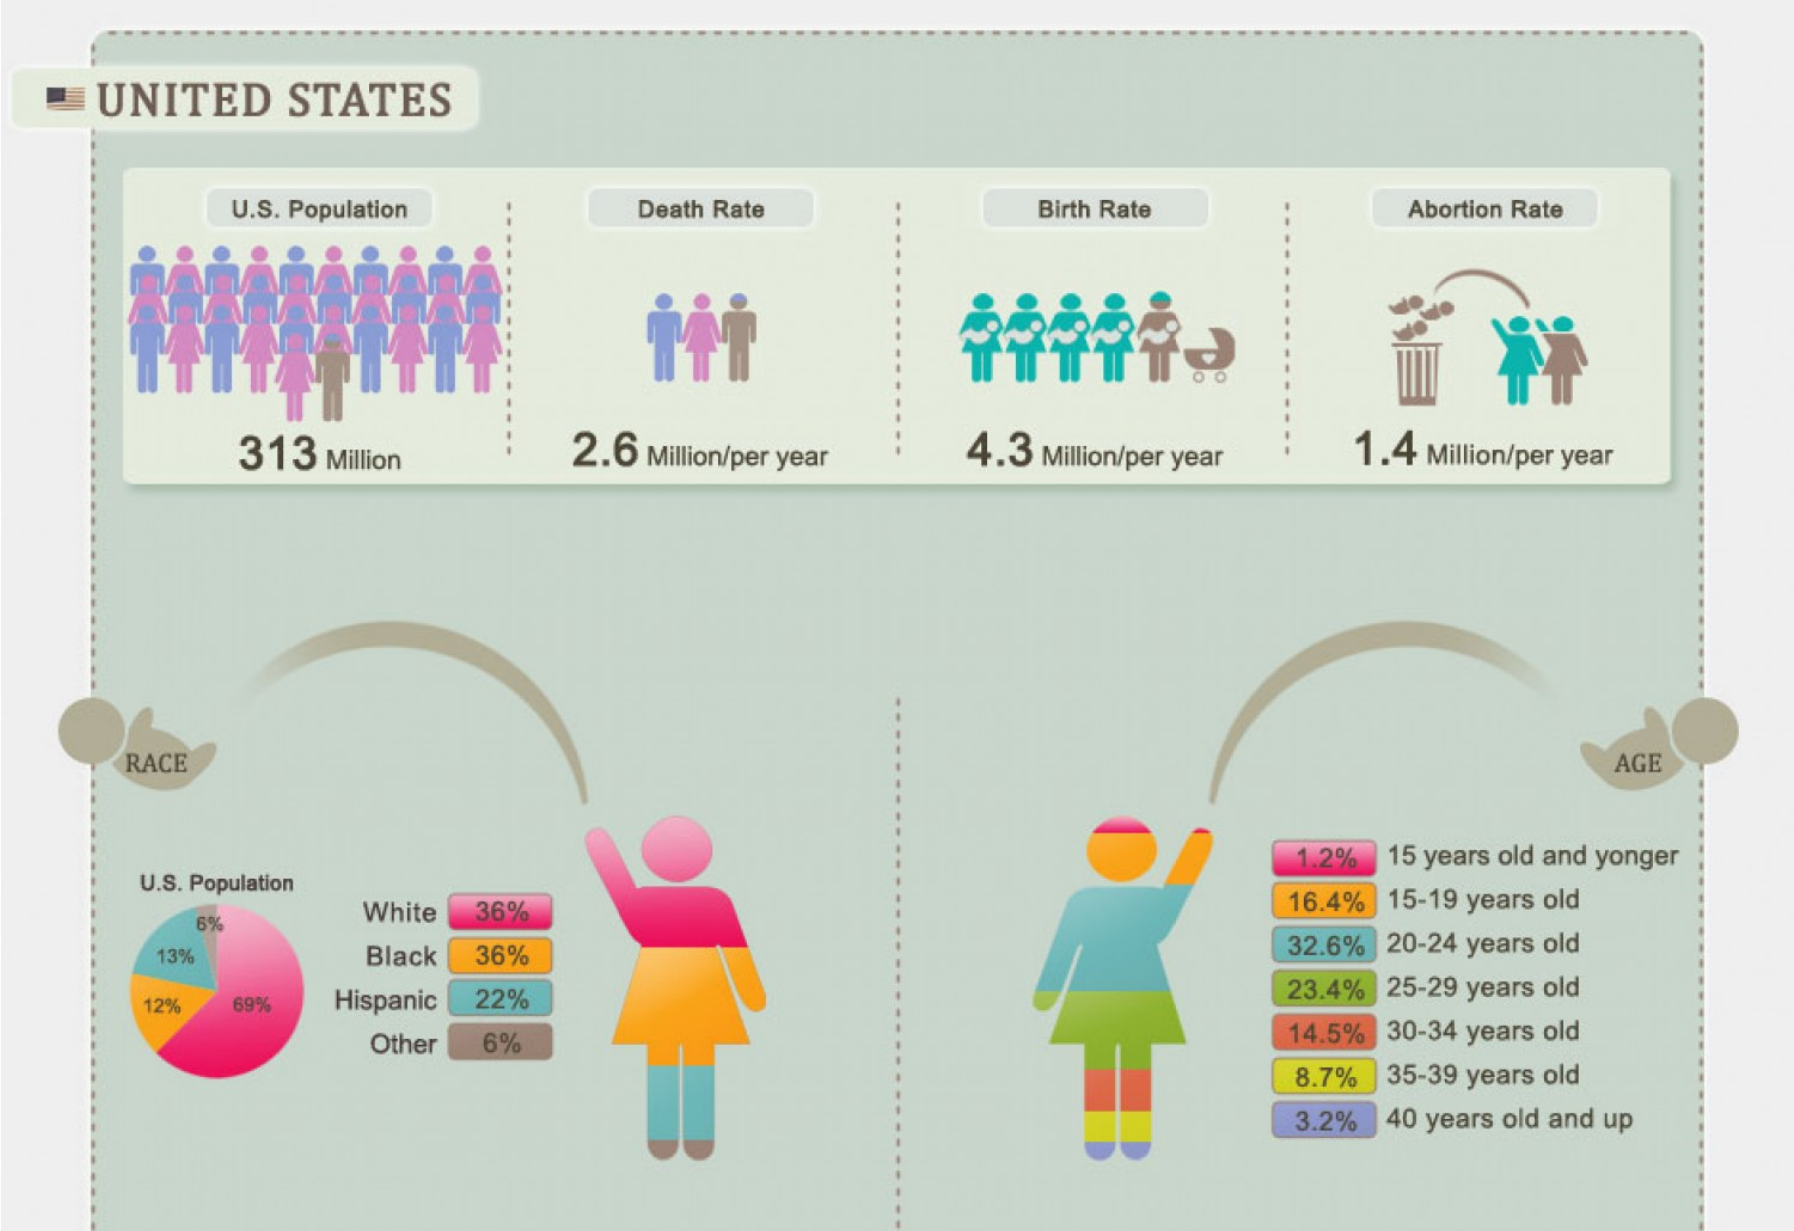 UNITED STATES
U.S. Population
Death Rate
Birth Rate
Abortion Rate
313 Million
2.6 Million/per year
4.3 Million/per year
1.4 Million/per year
RACE
AGE
U.S. Population
6%
13%
12%
69%
White 36%
Black 36%
Hispanic 22%
Other 6%
1.2% 15 years old and yonger
16.4% 15-19 years old
32.6% 20-24 years old
23.4% 25-29 years old
14.5% 30-34 years old
8.7% 35-39 years old
3.2% 40 years old and up